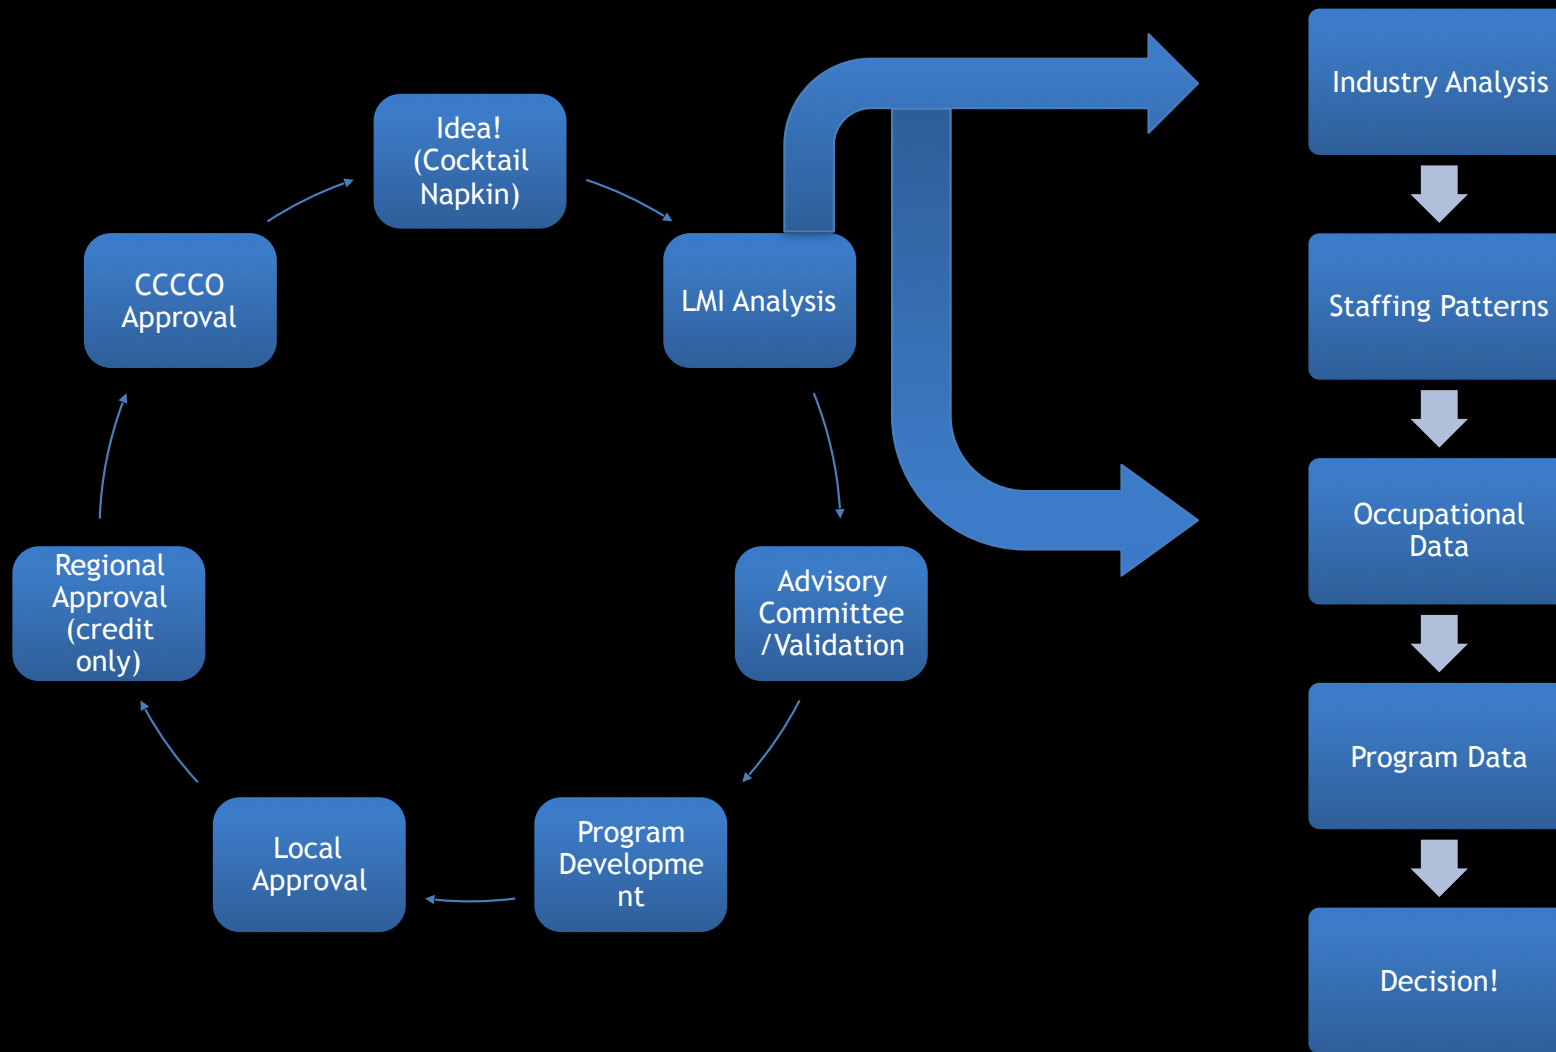 Idea!
(Cocktail
Napkin)
LMI Analysis
Advisory
Committee
/Validation
Program
Developme
nt
Local
Approval
Regional
Approval
(credit
only)
CCCCO
Approval
Industry Analysis
Staffing Patterns
Occupational
Data
Program Data
Decision!